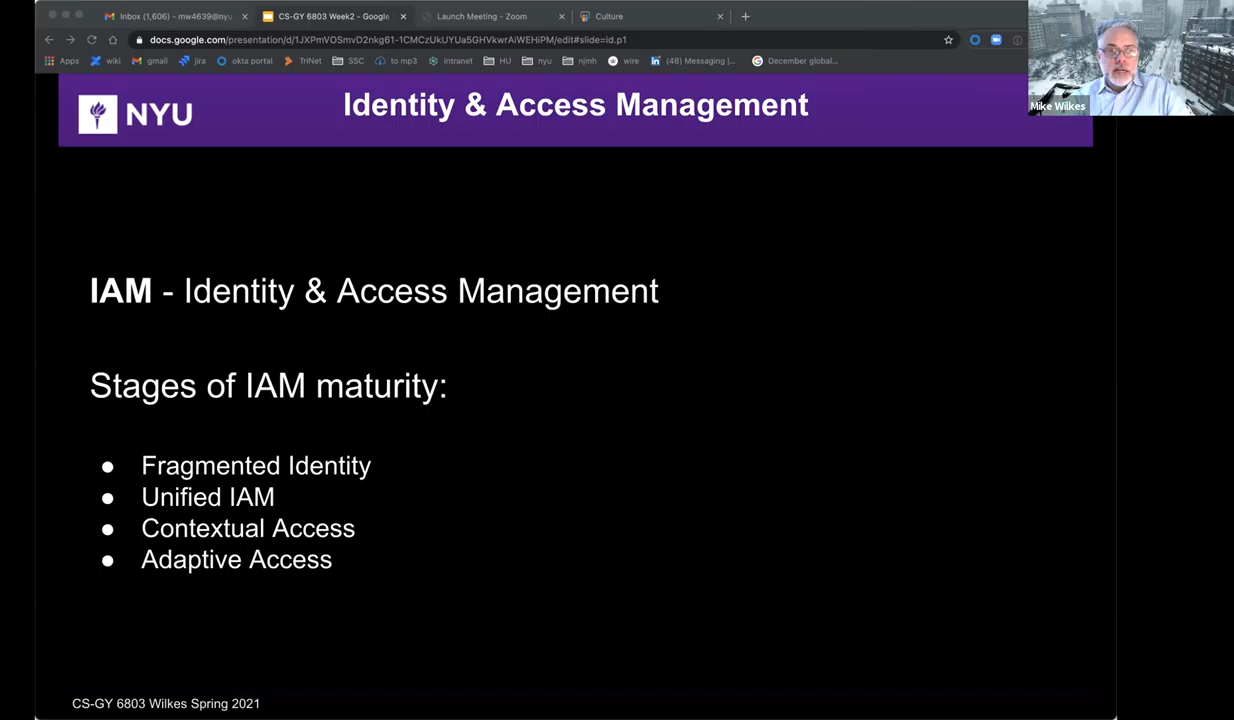 Inbox (1,606) - mw4639@nyu
CS-GY 6803 Week2 - Google
Launch Meeting - Zoom
Culture
docs.google.com/presentation/d/1JXPmVOSmvD2nkg61-1CMCzUkUYUa5GHVkwrAiWEHiPM/edit#slide=id.p1
Apps wiki gmail jira okta portal TriNet SSC to mp3 intranet HU nyu njmh wire (48) Messaging |... December global...
NYU
Identity & Access Management
Mike Wilkes
IAM - Identity & Access Management
Stages of IAM maturity:
● Fragmented Identity
● Unified IAM
● Contextual Access
● Adaptive Access
CS-GY 6803 Wilkes Spring 2021